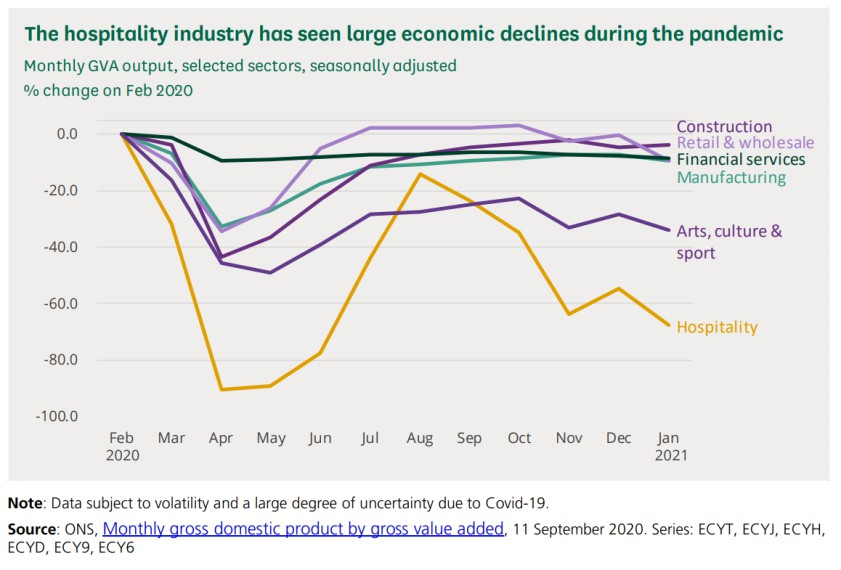 The hospitality industry has seen large economic declines during the pandemic
Monthly GVA output, selected sectors, seasonally adjusted
% change on Feb 2020
0.0
-20.0
-40.0
-60.0
-80.0
-100.0
Construction
Retail & wholesale
Financial services
Manufacturing
Arts, culture &
sport
Hospitality
Feb Mar Apr May Jun Jul Aug Sep Oct Nov Dec Jan
2020 2021
Note: Data subject to volatility and a large degree of uncertainty due to Covid-19.
Source: ONS, Monthly gross domestic product by gross value added, 11 September 2020. Series: ECYT, ECYJ, ECYH,
ECYD, ECY9, ECY6